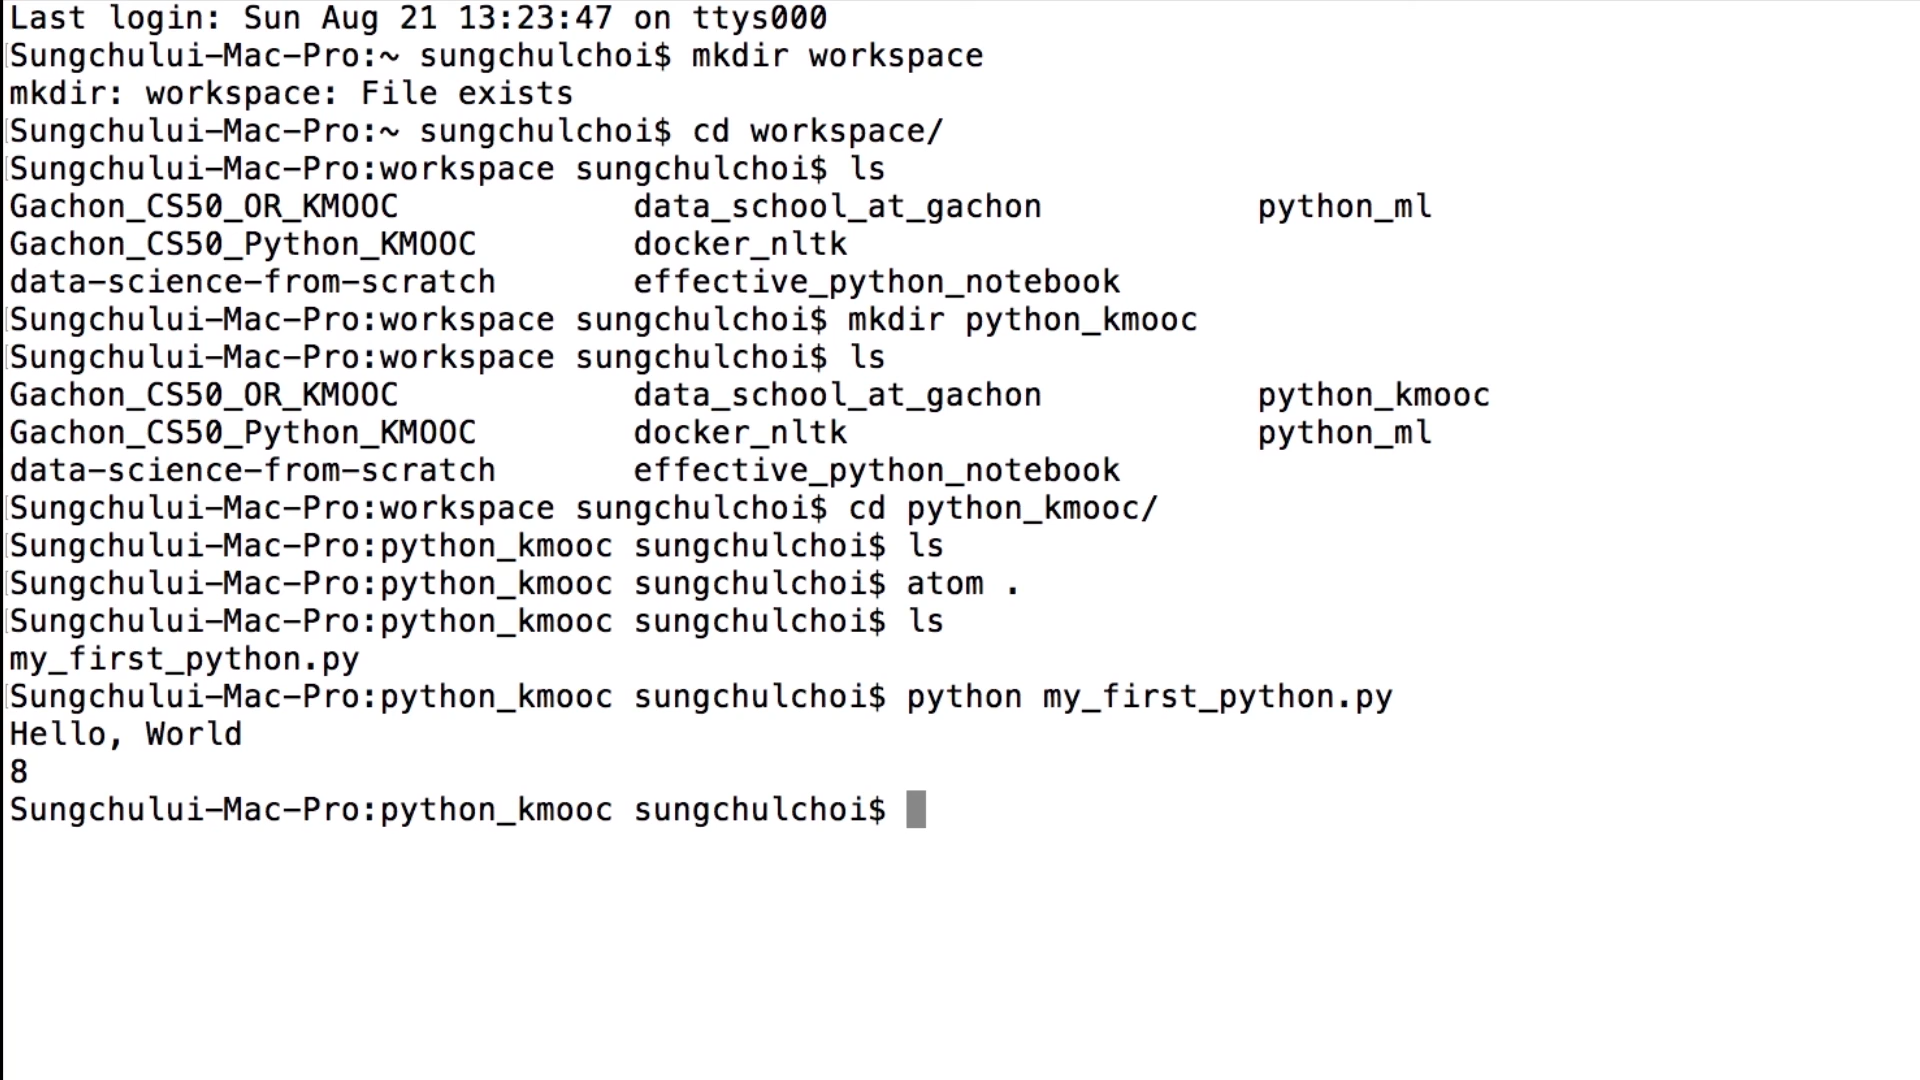 Last login: Sun Aug 21 13:23:47 on ttys000
Sungchului-Mac-Pro:~ sungchulchoi$ mkdir workspace
mkdir: workspace: File exists
Sungchului-Mac-Pro:~ sungchulchoi$ cd workspace/
Sungchului-Mac-Pro:workspace sungchulchoi$ ls
Gachon_CS50_OR_KMOOC data_school_at_gachon python_ml
Gachon_CS50_Python_KMOOC docker_nltk
data-science-from-scratch effective_python_notebook
Sungchului-Mac-Pro:workspace sungchulchoi$ mkdir python_kmooc
Sungchului-Mac-Pro:workspace sungchulchoi$ ls
Gachon_CS50_OR_KMOOC data_school_at_gachon python_kmooc
Gachon_CS50_Python_KMOOC docker_nltk python_ml
data-science-from-scratch effective_python_notebook
Sungchului-Mac-Pro:workspace sungchulchoi$ cd python_kmooc/
Sungchului-Mac-Pro:python_kmooc sungchulchoi$ ls
Sungchului-Mac-Pro:python_kmooc sungchulchoi$ atom .
Sungchului-Mac-Pro:python_kmooc sungchulchoi$ ls
my_first_python.py
Sungchului-Mac-Pro:python_kmooc sungchulchoi$ python my_first_python.py
Hello, World
8
Sungchului-Mac-Pro:python_kmooc sungchulchoi$